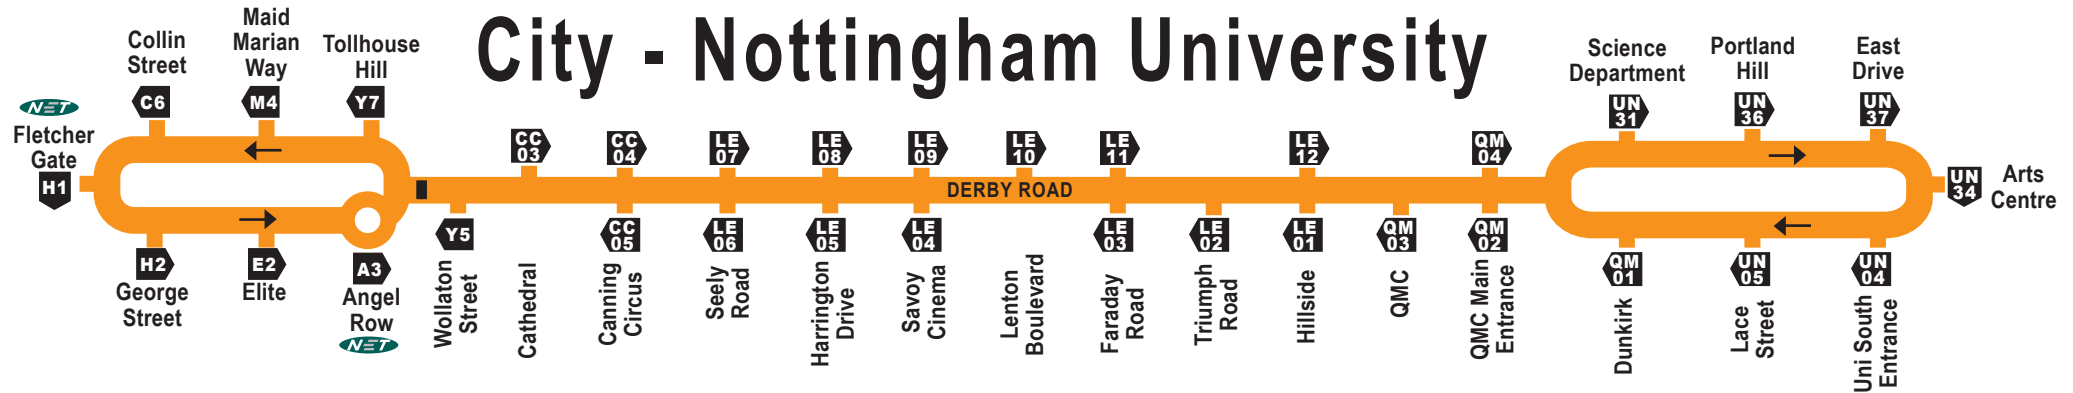 City - Nottingham University
Collin
Street
C6
Maid
Marian
Way
M4
Tollhouse
Hill
Y7
NET
Fletcher
Gate
H1
H2
George
Street
E2
Elite
A3
Angel
Row
NET
Y5
Wollaton
Street
CC
03
Cathedral
CC
04
CC
05
Canning
Circus
LE
07
LE
06
Seely
Road
LE
08
LE
05
Harrington
Drive
LE
09
LE
04
Savoy
Cinema
DERBY ROAD
LE
10
Lenton
Boulevard
LE
11
LE
03
Faraday
Road
LE
02
Triumph
Road
LE
12
LE
01
Hillside
QM
03
QMC
QM
04
QM
02
QMC Main
Entrance
Science
Department
UN
31
Portland
Hill
UN
36
East
Drive
UN
37
UN
34
Arts
Centre
QM
01
Dunkirk
UN
05
Lace
Street
UN
04
Uni South
Entrance